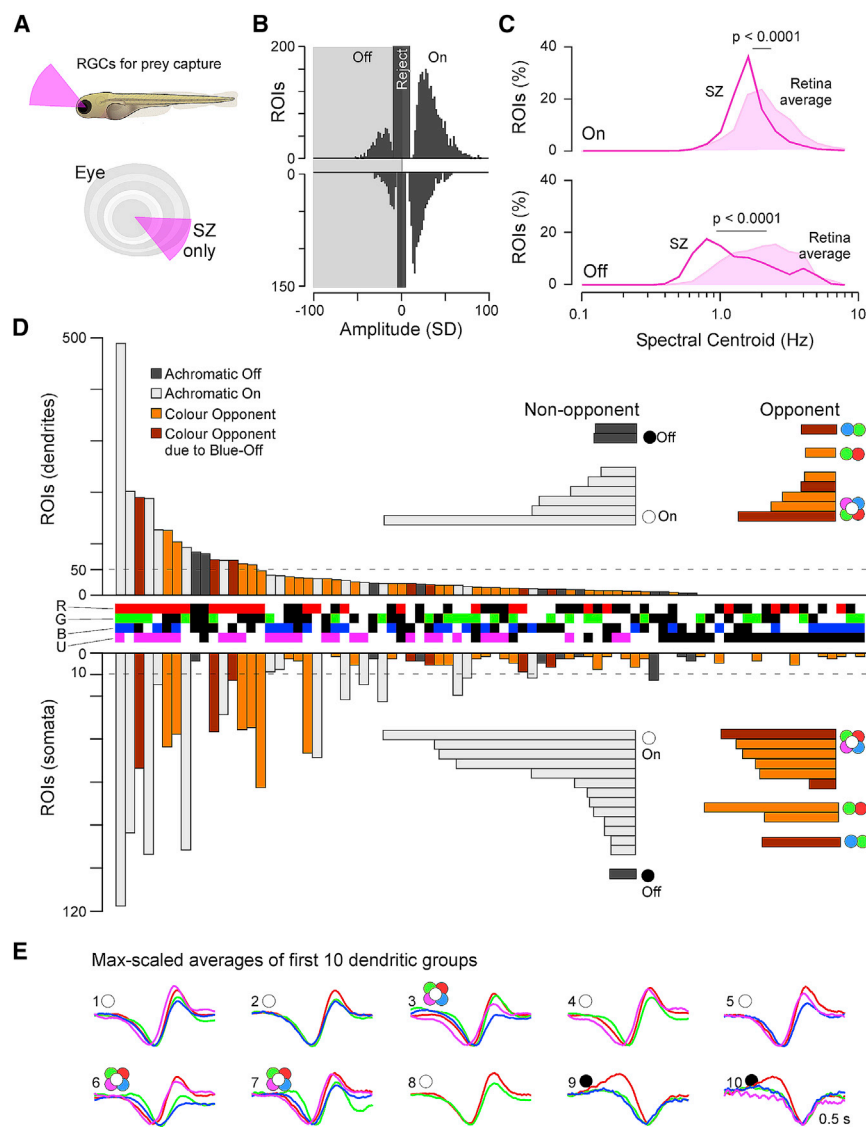 A
RGCs for prey capture
Eye
SZ
only
B
200
ROIs
0
Off
Reject
On
0
ROIs
150
-100
0
100
Amplitude (SD)
C
p < 0.0001
40
ROIs (%)
20
0
SZ
Retina
average
On
p < 0.0001
40
ROIs (%)
20
0
SZ
Retina
average
Off
0.1
1.0
10
Spectral Centroid (Hz)
D
500
ROIs (dendrites)
50
0
Achromatic Off
Achromatic On
Colour Opponent
Colour Opponent
due to Blue-Off
Non-opponent
Opponent
Off
On
R
G
B
U
0
10
ROIs (somata)
120
On
Off
E
Max-scaled averages of first 10 dendritic groups
1
2
3
4
5
6
7
8
9
10
0.5 s